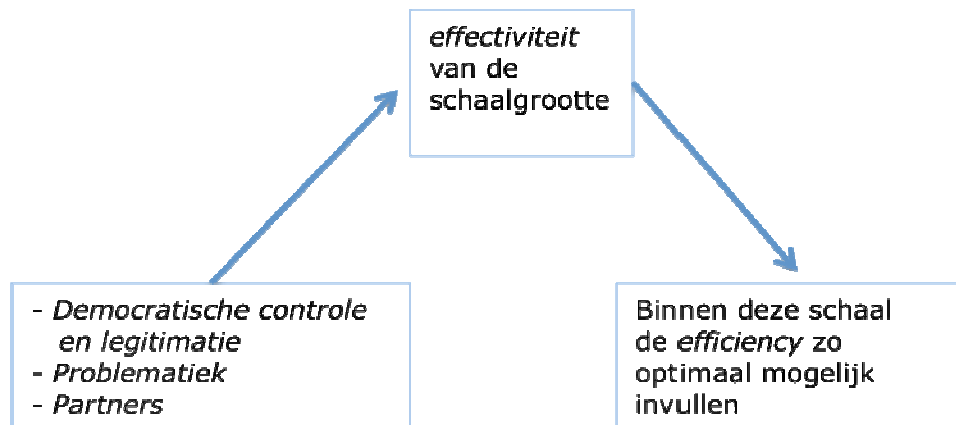 effectiviteit
van de
schaalgrootte
- Democratische controle
en legitimatie
- Problematiek
- Partners
Binnen deze schaal
de efficiency zo
optimaal mogelijk
invullen